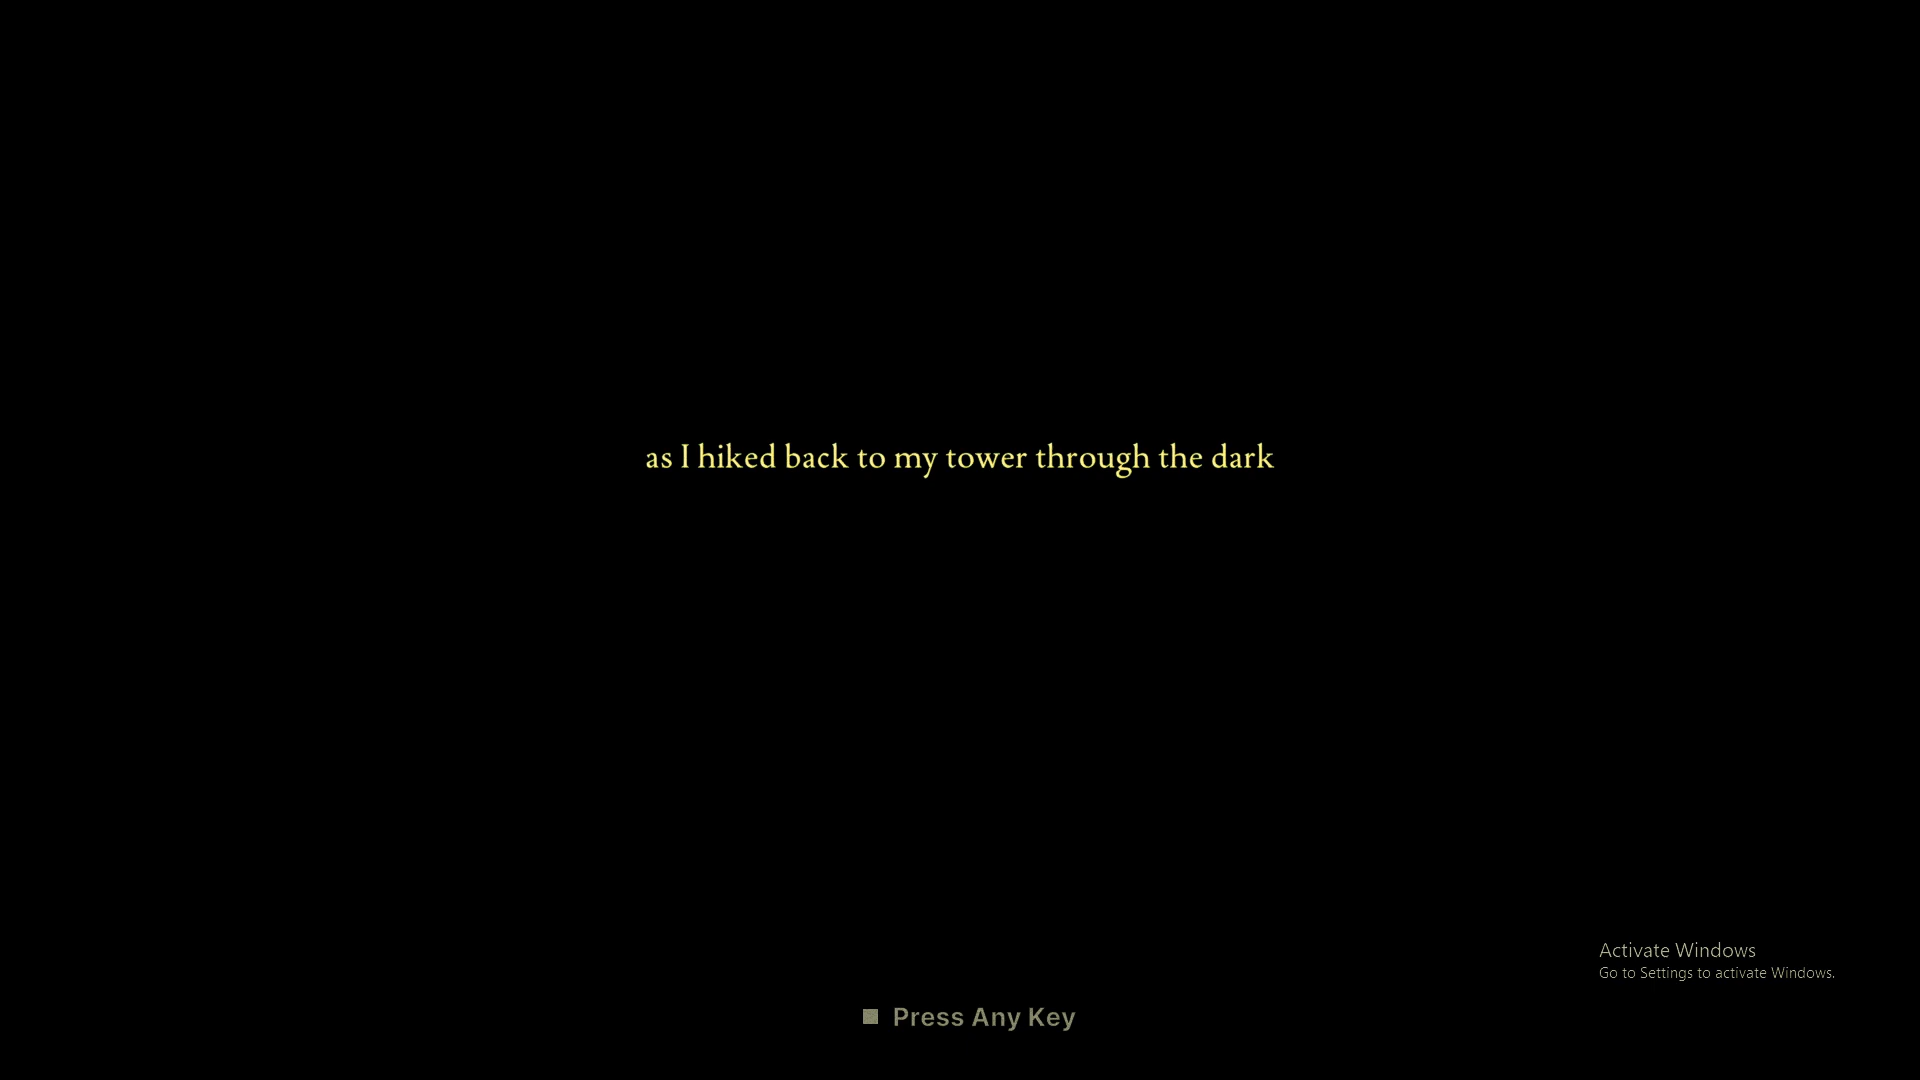 as I hiked back to my tower through the dark
Activate Windows
Go to Settings to activate Windows.
Press Any Key